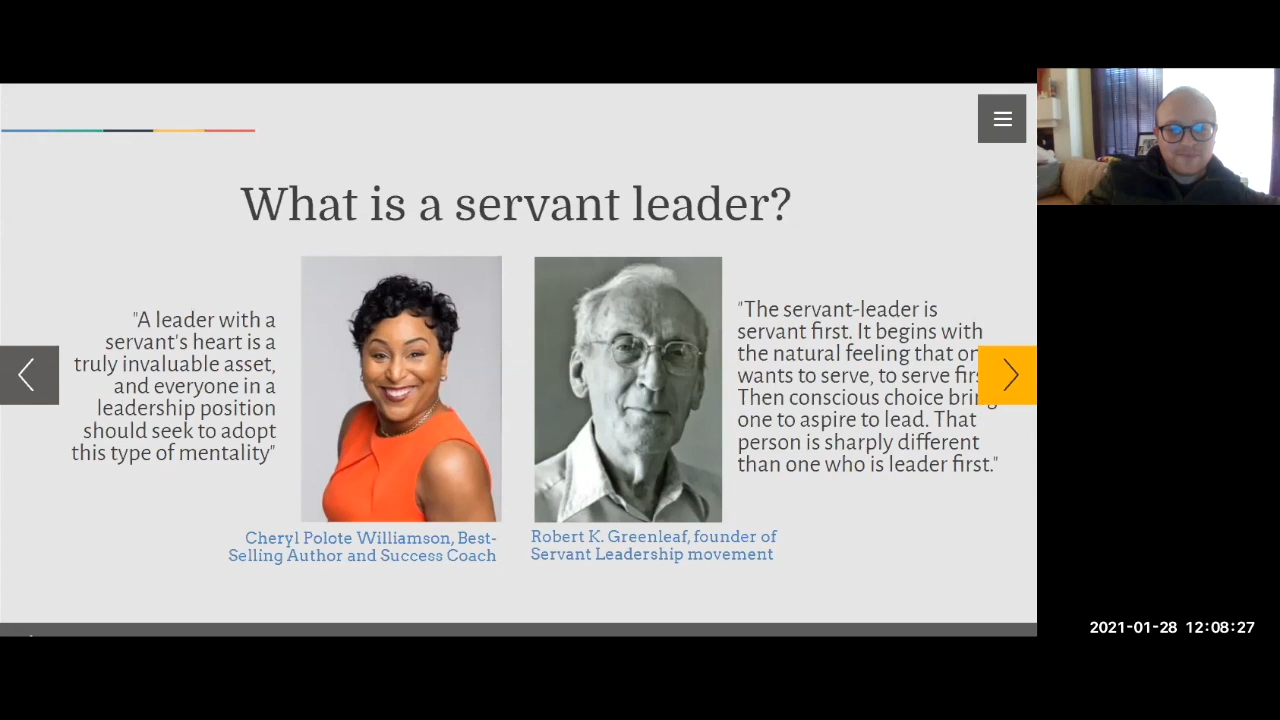 What is a servant leader?
"A leader with a
servant's heart is a
truly invaluable asset,
and everyone in a
leadership position
should seek to adopt
this type of mentality"
Cheryl Polote Williamson, Best-
Selling Author and Success Coach
"The servant-leader is
servant first. It begins with
the natural feeling that
wants to serve, to serve
Then conscious choice
one to aspire to lead. That
person is sharply different
than one who is leader first."
Robert K. Greenleaf, founder of
Servant Leadership movement
2021-01-28 12:08:27